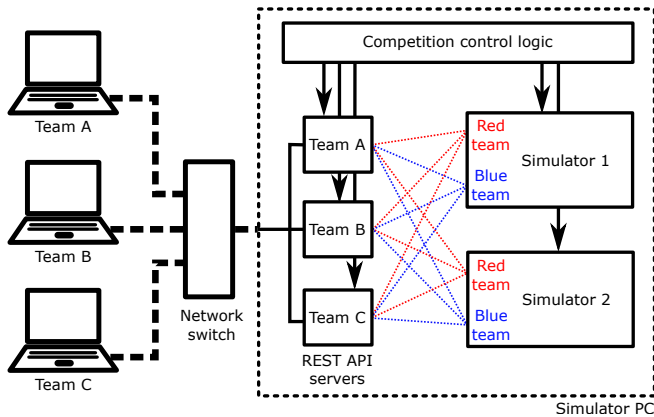 Competition control logic
Team A
Team B
Team C
Network
switch
Team A
Team B
Team C
REST API
servers
Red
team
Blue
team
Simulator 1
Red
team
Blue
team
Simulator 2
Simulator PC